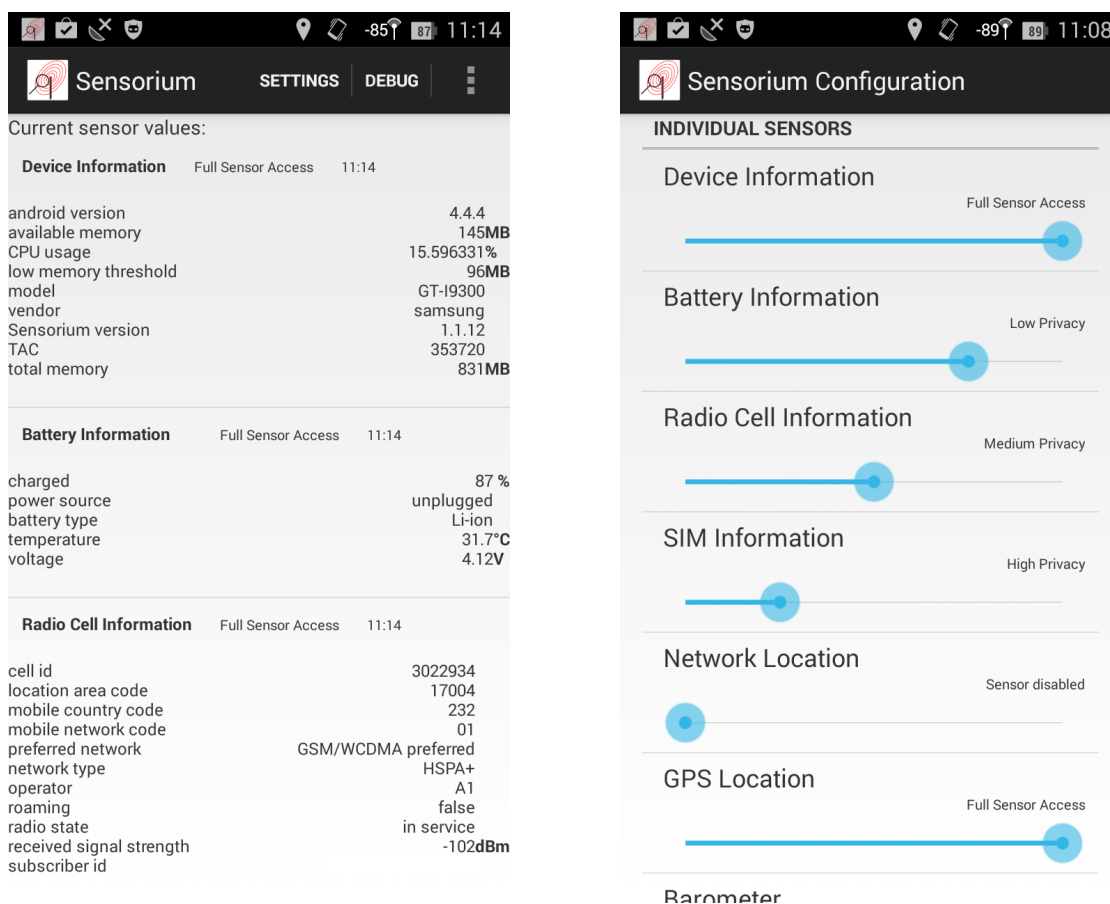 -85 87 11:14
Sensorium SETTINGS DEBUG
Current sensor values:
Device Information Full Sensor Access 11:14
android version 4.4.4
available memory 145MB
CPU usage 15.596331%
low memory threshold 96MB
model GT-I9300
vendor samsung
Sensorium version 1.1.12
TAC 353720
total memory 831MB
Battery Information Full Sensor Access 11:14
charged 87 %
power source unplugged
battery type Li-ion
temperature 31.7°C
voltage 4.12V
Radio Cell Information Full Sensor Access 11:14
cell id 3022934
location area code 17004
mobile country code 232
mobile network code 01
preferred network GSM/WCDMA preferred
network type HSPA+
operator A1
roaming false
radio state in service
received signal strength -102dBm
subscriber id
-89 89 11:08
Sensorium Configuration
INDIVIDUAL SENSORS
Device Information
Full Sensor Access
Battery Information
Low Privacy
Radio Cell Information
Medium Privacy
SIM Information
High Privacy
Network Location
Sensor disabled
GPS Location
Full Sensor Access
Barometer